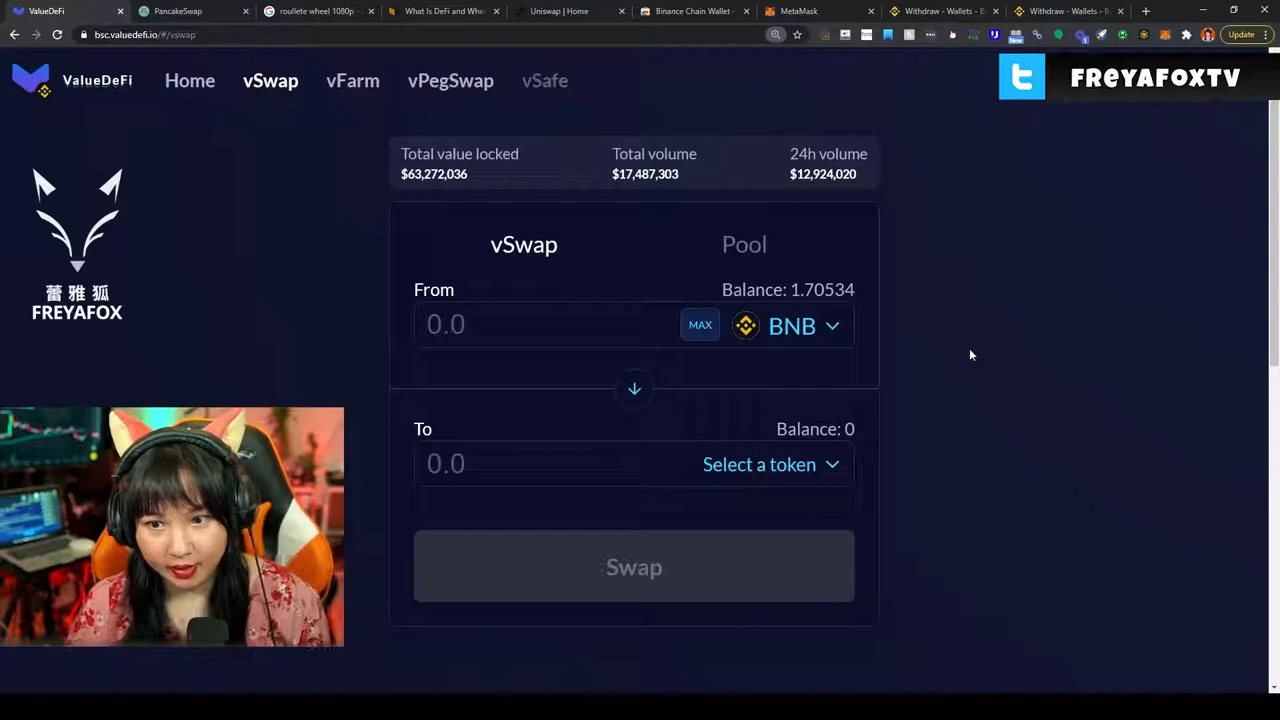 ValueDeFi
PancakeSwap
roullete wheel 1080p
What Is DeFi and Whe
Uniswap | Home
Binance Chain Wallet
MetaMask
Withdraw - Wallets - B
Withdraw - Wallets - B
bsc.valuedefi.io/#/vswap
New
Update
ValueDeFi
Home
vSwap
vFarm
vPegSwap
vSafe
FREYAFOXTV
Total value locked
Total volume
24h volume
$63,272,036
$17,487,303
$12,924,020
vSwap
Pool
From
Balance: 1.70534
0.0
MAX
BNB
To
Balance: 0
0.0
Select a token
Swap
蕾雅狐
FREYAFOX